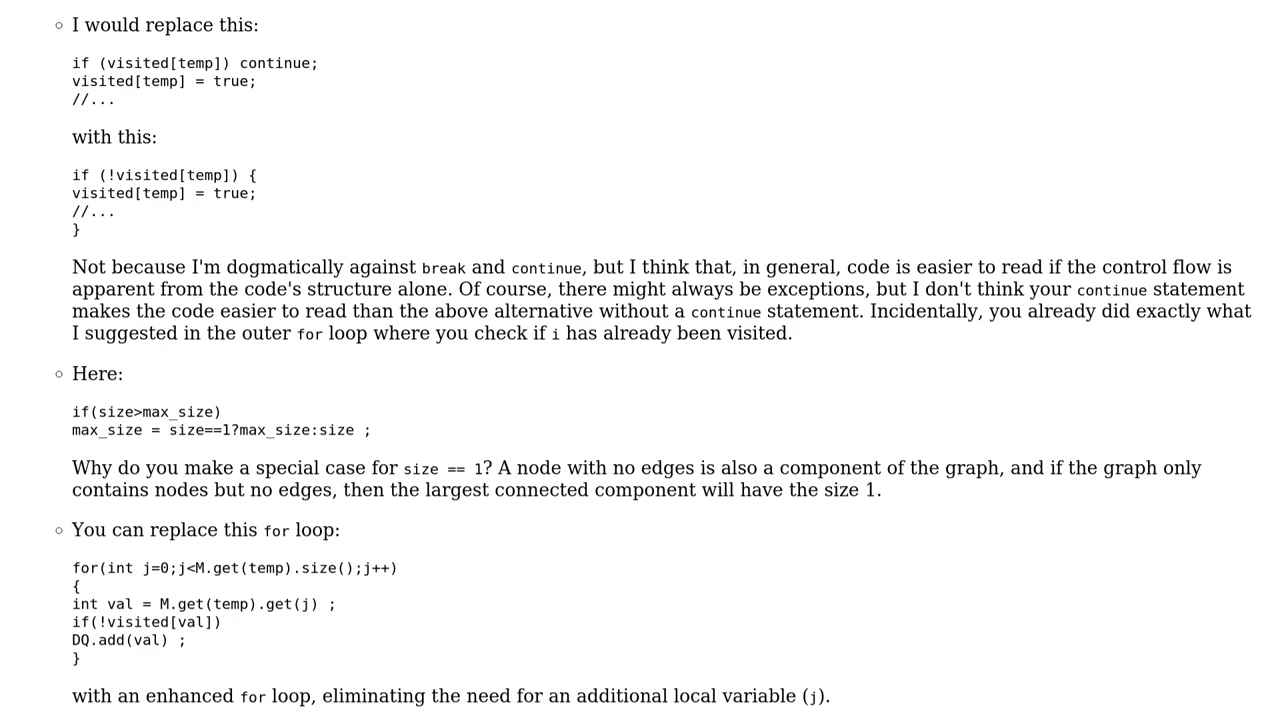 I would replace this:
if (visited[temp]) continue;
visited[temp] = true;
//...
with this:
if (!visited[temp]) {
visited[temp] = true;
//...
}
Not because I'm dogmatically against break and continue, but I think that, in general, code is easier to read if the control flow is
apparent from the code's structure alone. Of course, there might always be exceptions, but I don't think your continue statement
makes the code easier to read than the above alternative without a continue statement. Incidentally, you already did exactly what
I suggested in the outer for loop where you check if i has already been visited.
Here:
if(size>max_size)
max_size = size==1?max_size:size ;
Why do you make a special case for size == 1? A node with no edges is also a component of the graph, and if the graph only
contains nodes but no edges, then the largest connected component will have the size 1.
You can replace this for loop:
for(int j=0;j<M.get(temp).size();j++)
{
int val = M.get(temp).get(j) ;
if(!visited[val])
DQ.add(val) ;
}
with an enhanced for loop, eliminating the need for an additional local variable (j).